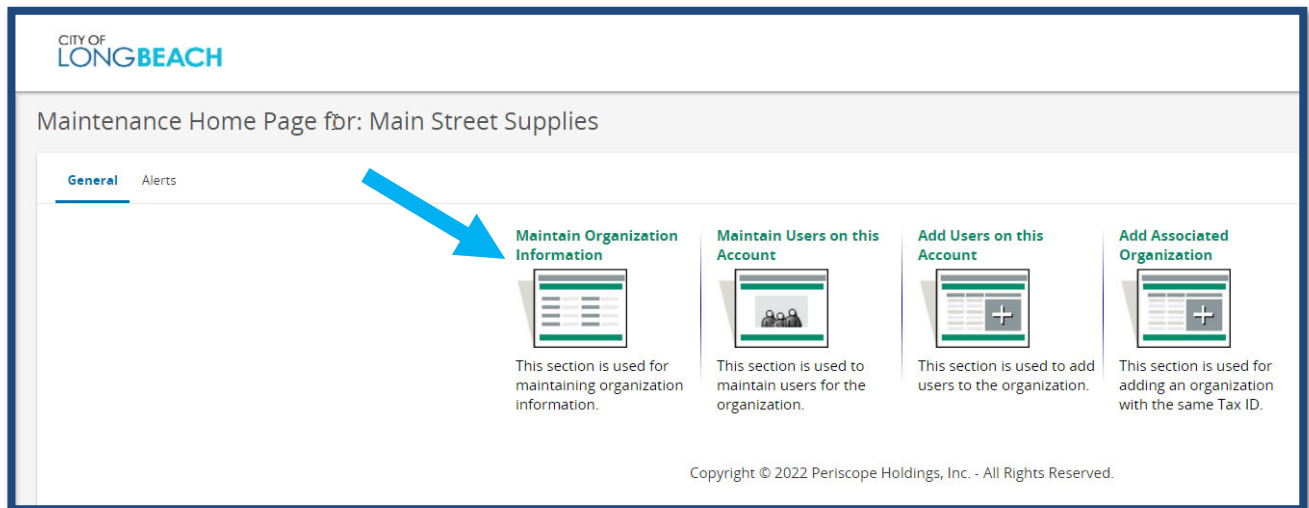 CITY OF
LONGBEACH
Maintenance Home Page for: Main Street Supplies
General Alerts
Maintain Organization
Information
This section is used for
maintaining organization
information.
Maintain Users on this
Account
This section is used to
maintain users for the
organization.
Add Users on this
Account
This section is used to add
users to the organization.
Add Associated
Organization
This section is used for
adding an organization
with the same Tax ID.
Copyright © 2022 Periscope Holdings, Inc. - All Rights Reserved.